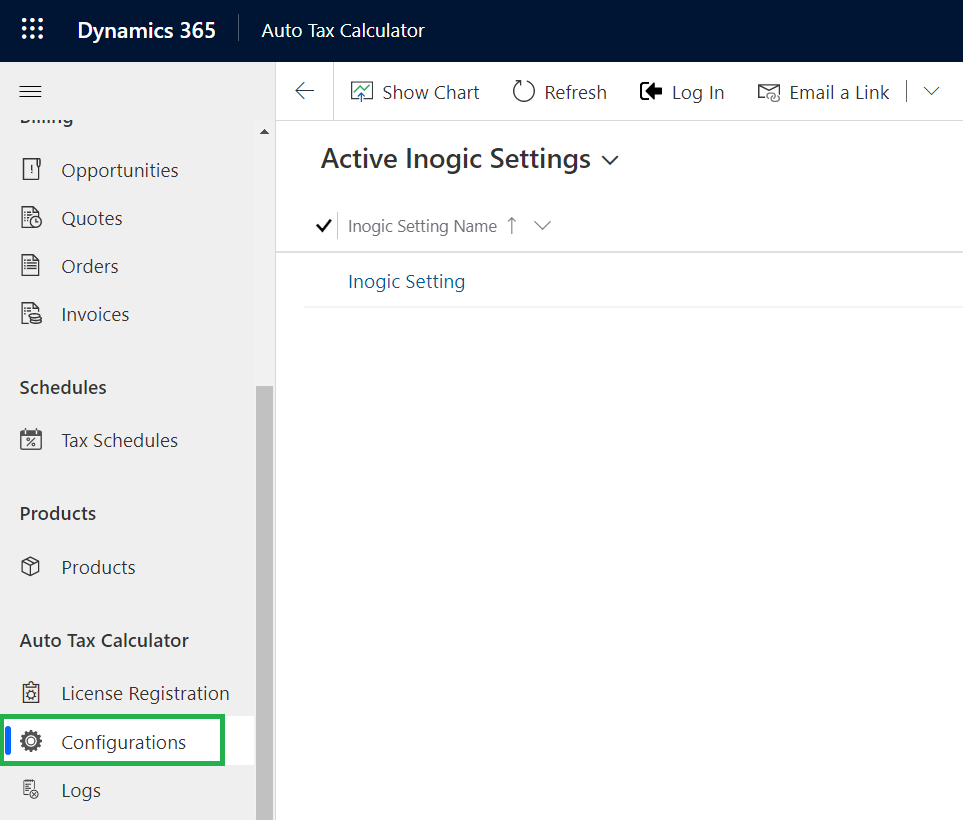 Dynamics 365
Auto Tax Calculator
Show Chart
Refresh
Log In
Email a Link
Billing
Opportunities
Quotes
Orders
Invoices
Schedules
Tax Schedules
Products
Products
Auto Tax Calculator
License Registration
Configurations
Logs
Active Inogic Settings
Inogic Setting Name
Inogic Setting